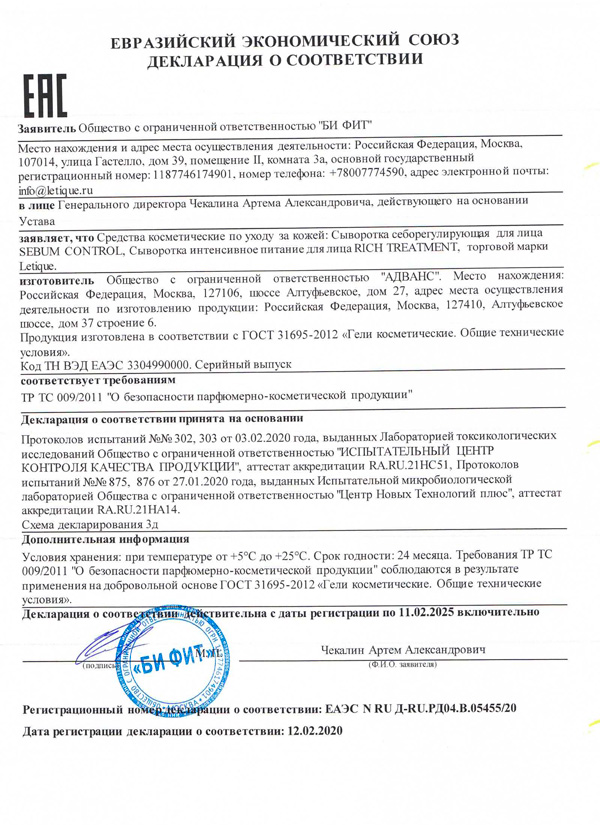 ЕВРАЗИЙСКИЙ ЭКОНОМИЧЕСКИЙ СОЮЗ
ДЕКЛАРАЦИЯ О СООТВЕТСТВИИ
ЕАС
Заявитель Общество с ограниченной ответственностью "БИ ФИТ"
Место нахождения и адрес места осуществления деятельности: Российская Федерация, Москва,
107014, улица Гастелло, дом 39, помещение II, комната 3а, основной государственный
регистрационный номер: 1187746174901, номер телефона: +78007774590, адрес электронной почты:
info@letique.ru
в лице Генерального директора Чекалина Артема Александровича, действующего на основании
Устава
заявляет, что Средства косметические по уходу за кожей: Сыворотка себорегулирующая для лица
SEBUM CONTROL, Сыворотка интенсивное питание для лица RICH TREATMENT, торговой марки
Letique.
изготовитель Общество с ограниченной ответственностью "АДВАНС". Место нахождения:
Российская Федерация, Москва, 127106, шоссе Алтуфьевское, дом 27, адрес места осуществления
деятельности по изготовлению продукции: Российская Федерация, Москва, 127410, Алтуфьевское
шоссе, дом 37 строение 6.
Продукция изготовлена в соответствии с ГОСТ 31695-2012 «Гели косметические. Общие технические
условия».
Код ТН ВЭД ЕАЭС 3304990000. Серийный выпуск
соответствует требованиям
ТР ТС 009/2011 "О безопасности парфюмерно-косметической продукции"
Декларация о соответствии принята на основании
Протоколов испытаний №№ 302, 303 от 03.02.2020 года, выданных Лабораторией токсикологических
исследований Общество с ограниченной ответственностью "ИСПЫТАТЕЛЬНЫЙ ЦЕНТР
КОНТРОЛЯ КАЧЕСТВА ПРОДУКЦИИ", аттестат аккредитации RA.RU.21НС51, Протоколов
испытаний №№ 875, 876 от 27.01.2020 года, выданных Испытательной микробиологической
лабораторией Общества с ограниченной ответственностью "Центр Новых Технологий плюс", аттестат
аккредитации RA.RU.21НА14.
Схема декларирования 3д
Дополнительная информация
Условия хранения: при температуре от +5°С до +25°С. Срок годности: 24 месяца. Требования ТР ТС
009/2011 "О безопасности парфюмерно-косметической продукции" соблюдаются в результате
применения на добровольной основе ГОСТ 31695-2012 «Гели косметические. Общие технические
условия».
Декларация о соответствии действительна с даты регистрации по 11.02.2025 включительно
М.П.
Чекалин Артем Александрович
(подпись)
(Ф.И.О. заявителя)
«БИ ФИТ»
Регистрационный номер декларации о соответствии: ЕАЭС N RU Д-RU.РД04.В.05455/20
Дата регистрации декларации о соответствии: 12.02.2020